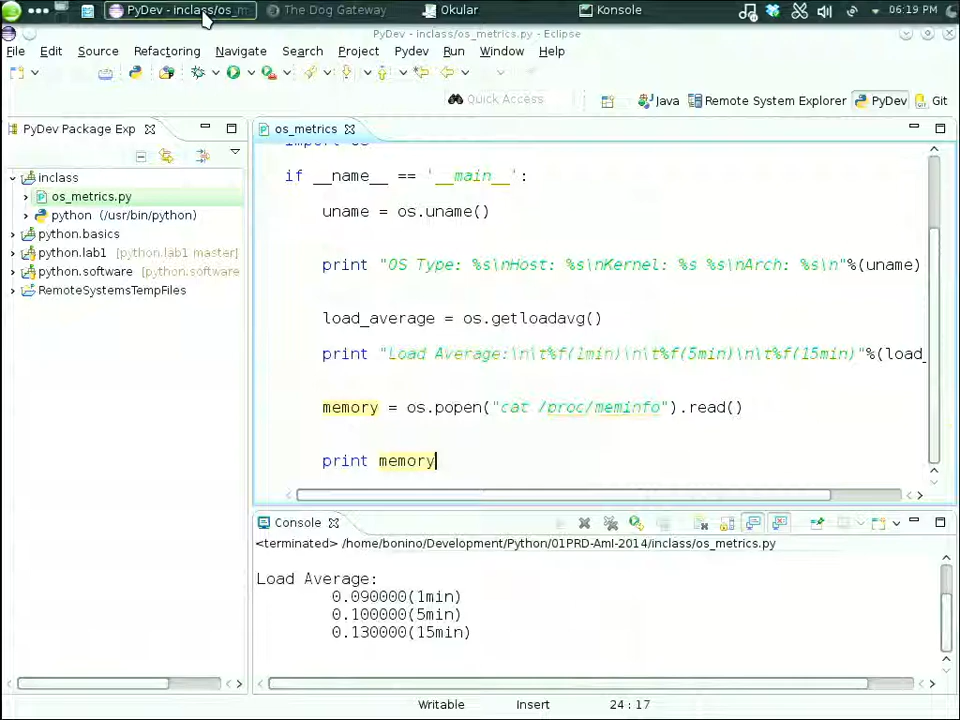 PyDev - inclass/os_m
The Dog Gateway
Okular
Konsole
06:19 PM
PyDev - inclass/os_metrics.py - Eclipse
File Edit Source Refactoring Navigate Search Project Pydev Run Window Help
Quick Access
Java
Remote System Explorer
PyDev
Git
PyDev Package Exp
os_metrics
inclass
os_metrics.py
python (/usr/bin/python)
python.basics
python.lab1 [python.lab1 master]
python.software [python.software
RemoteSystemsTempFiles
import os
if __name__ == '__main__':
uname = os.uname()
print "OS Type: %s\nHost: %s\nKernel: %s %s\nArch: %s\n"%(uname)
load_average = os.getloadavg()
print "Load Average:\n\t%f(1min)\n\t%f(5min)\n\t%f(15min)"%(load_
memory = os.popen("cat /proc/meminfo").read()
print memory
Console
<terminated> /home/bonino/Development/Python/01PRD-AmI-2014/inclass/os_metrics.py
Load Average:
0.090000(1min)
0.100000(5min)
0.130000(15min)
Writable
Insert
24 : 17